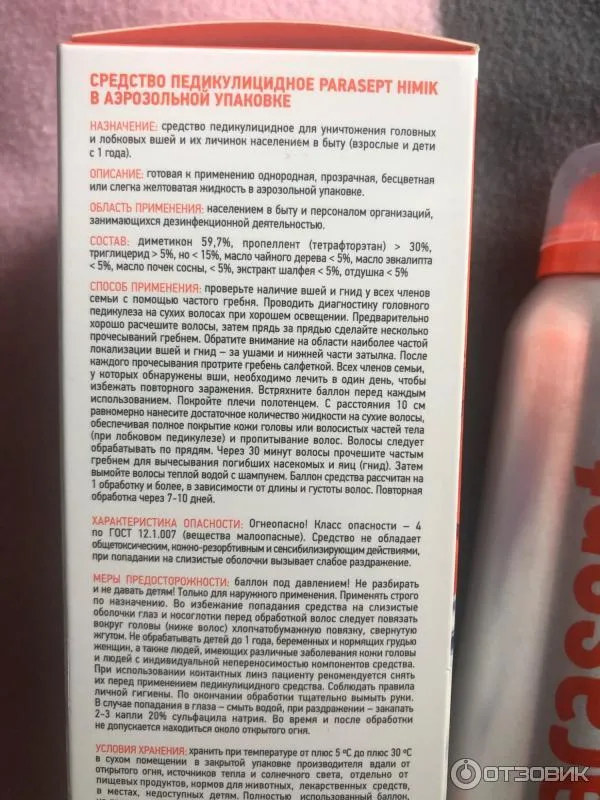 СРЕДСТВО ПЕДИКУЛИЦИДНОЕ PARASEPT HIMIK
В АЭРОЗОЛЬНОЙ УПАКОВКЕ
НАЗНАЧЕНИЕ: средство педикулицидное для уничтожения головных
и лобковых вшей и их личинок населением в быту (взрослые и дети
с 1 года).
ОПИСАНИЕ: готовая к применению однородная, прозрачная, бесцветная
или слегка желтоватая жидкость в аэрозольной упаковке.
ОБЛАСТЬ ПРИМЕНЕНИЯ: населением в быту и персоналом организаций,
занимающихся дезинфекционной деятельностью.
СОСТАВ: диметикон 59,7%, пропеллент (тетрафторэтан) > 30%,
триглицерид > 5%, но < 15%, масло чайного дерева < 5%, масло эвкалипта
< 5%, масло почек сосны, < 5%, экстракт шалфея < 5%, отдушка < 5%
СПОСОБ ПРИМЕНЕНИЯ: проверьте наличие вшей и гнид у всех членов
семьи с помощью частого гребня. Проводить диагностику головного
педикулеза на сухих волосах при хорошем освещении. Предварительно
хорошо расчешите волосы, затем прядь за прядью сделайте несколько
прочесываний гребнем. Обратите внимание на области наиболее частой
локализации вшей и гнид – за ушами и нижней части затылка. После
каждого прочесывания протрите гребень салфеткой. Всех членов семьи,
у которых обнаружены вши, необходимо лечить в один день, чтобы
избежать повторного заражения. Встряхните баллон перед каждым
использованием. Покройте плечи полотенцем. С расстояния 10 см
равномерно нанесите достаточное количество жидкости на сухие волосы,
обеспечивая полное покрытие кожи головы или волосистых частей тела
(при лобковом педикулезе) и пропитывание волос. Волосы следует
обрабатывать по прядям. Через 30 минут волосы прочешите частым
гребнем для вычесывания погибших насекомых и яиц (гнид). Затем
вымойте волосы теплой водой с шампунем. Баллон средства рассчитан на
1 обработку и более, в зависимости от длины и густоты волос. Повторная
обработка через 7-10 дней.
ХАРАКТЕРИСТИКА ОПАСНОСТИ: Огнеопасно! Класс опасности – 4
по ГОСТ 12.1.007 (вещества малоопасные). Средство не обладает
общетоксическим, кожно-резорбтивным и сенсибилизирующим действиями,
при попадании на слизистые оболочки вызывает слабое раздражение.
МЕРЫ ПРЕДОСТОРОЖНОСТИ: баллон под давлением! Не разбирать
и не давать детям! Только для наружного применения. Применять строго
по назначению. Во избежание попадания средства на слизистые
оболочки глаз и носоглотки перед обработкой волос следует повязать
вокруг головы (ниже волос) хлопчатобумажную повязку, свернутую
жгутом. Не обрабатывать детей до 1 года, беременных и кормящих грудью
женщин, а также людей, имеющих различные заболевания кожи головы
и людей с индивидуальной непереносимостью компонентов средства.
При использовании контактных линз пациенту рекомендуется снять
их перед применением педикулицидного средства. Соблюдать правила
личной гигиены. По окончании обработки тщательно вымыть руки.
В случае попадания в глаза – смыть водой, при раздражении – закапать
2–3 капли 20% сульфацила натрия. Во время и после обработки
не допускается находиться около открытого огня.
УСЛОВИЯ ХРАНЕНИЯ: хранить при температуре от плюс 5 ºС до плюс 30 ºС
в сухом помещении в закрытой упаковке производителя вдали от
открытого огня, источников тепла и солнечного света, отдельно от
пищевых продуктов, кормов для животных, лекарственных средств,
в местах, недоступных детям. Полностью использованный баллон,
arasept
ОТЗОВИК